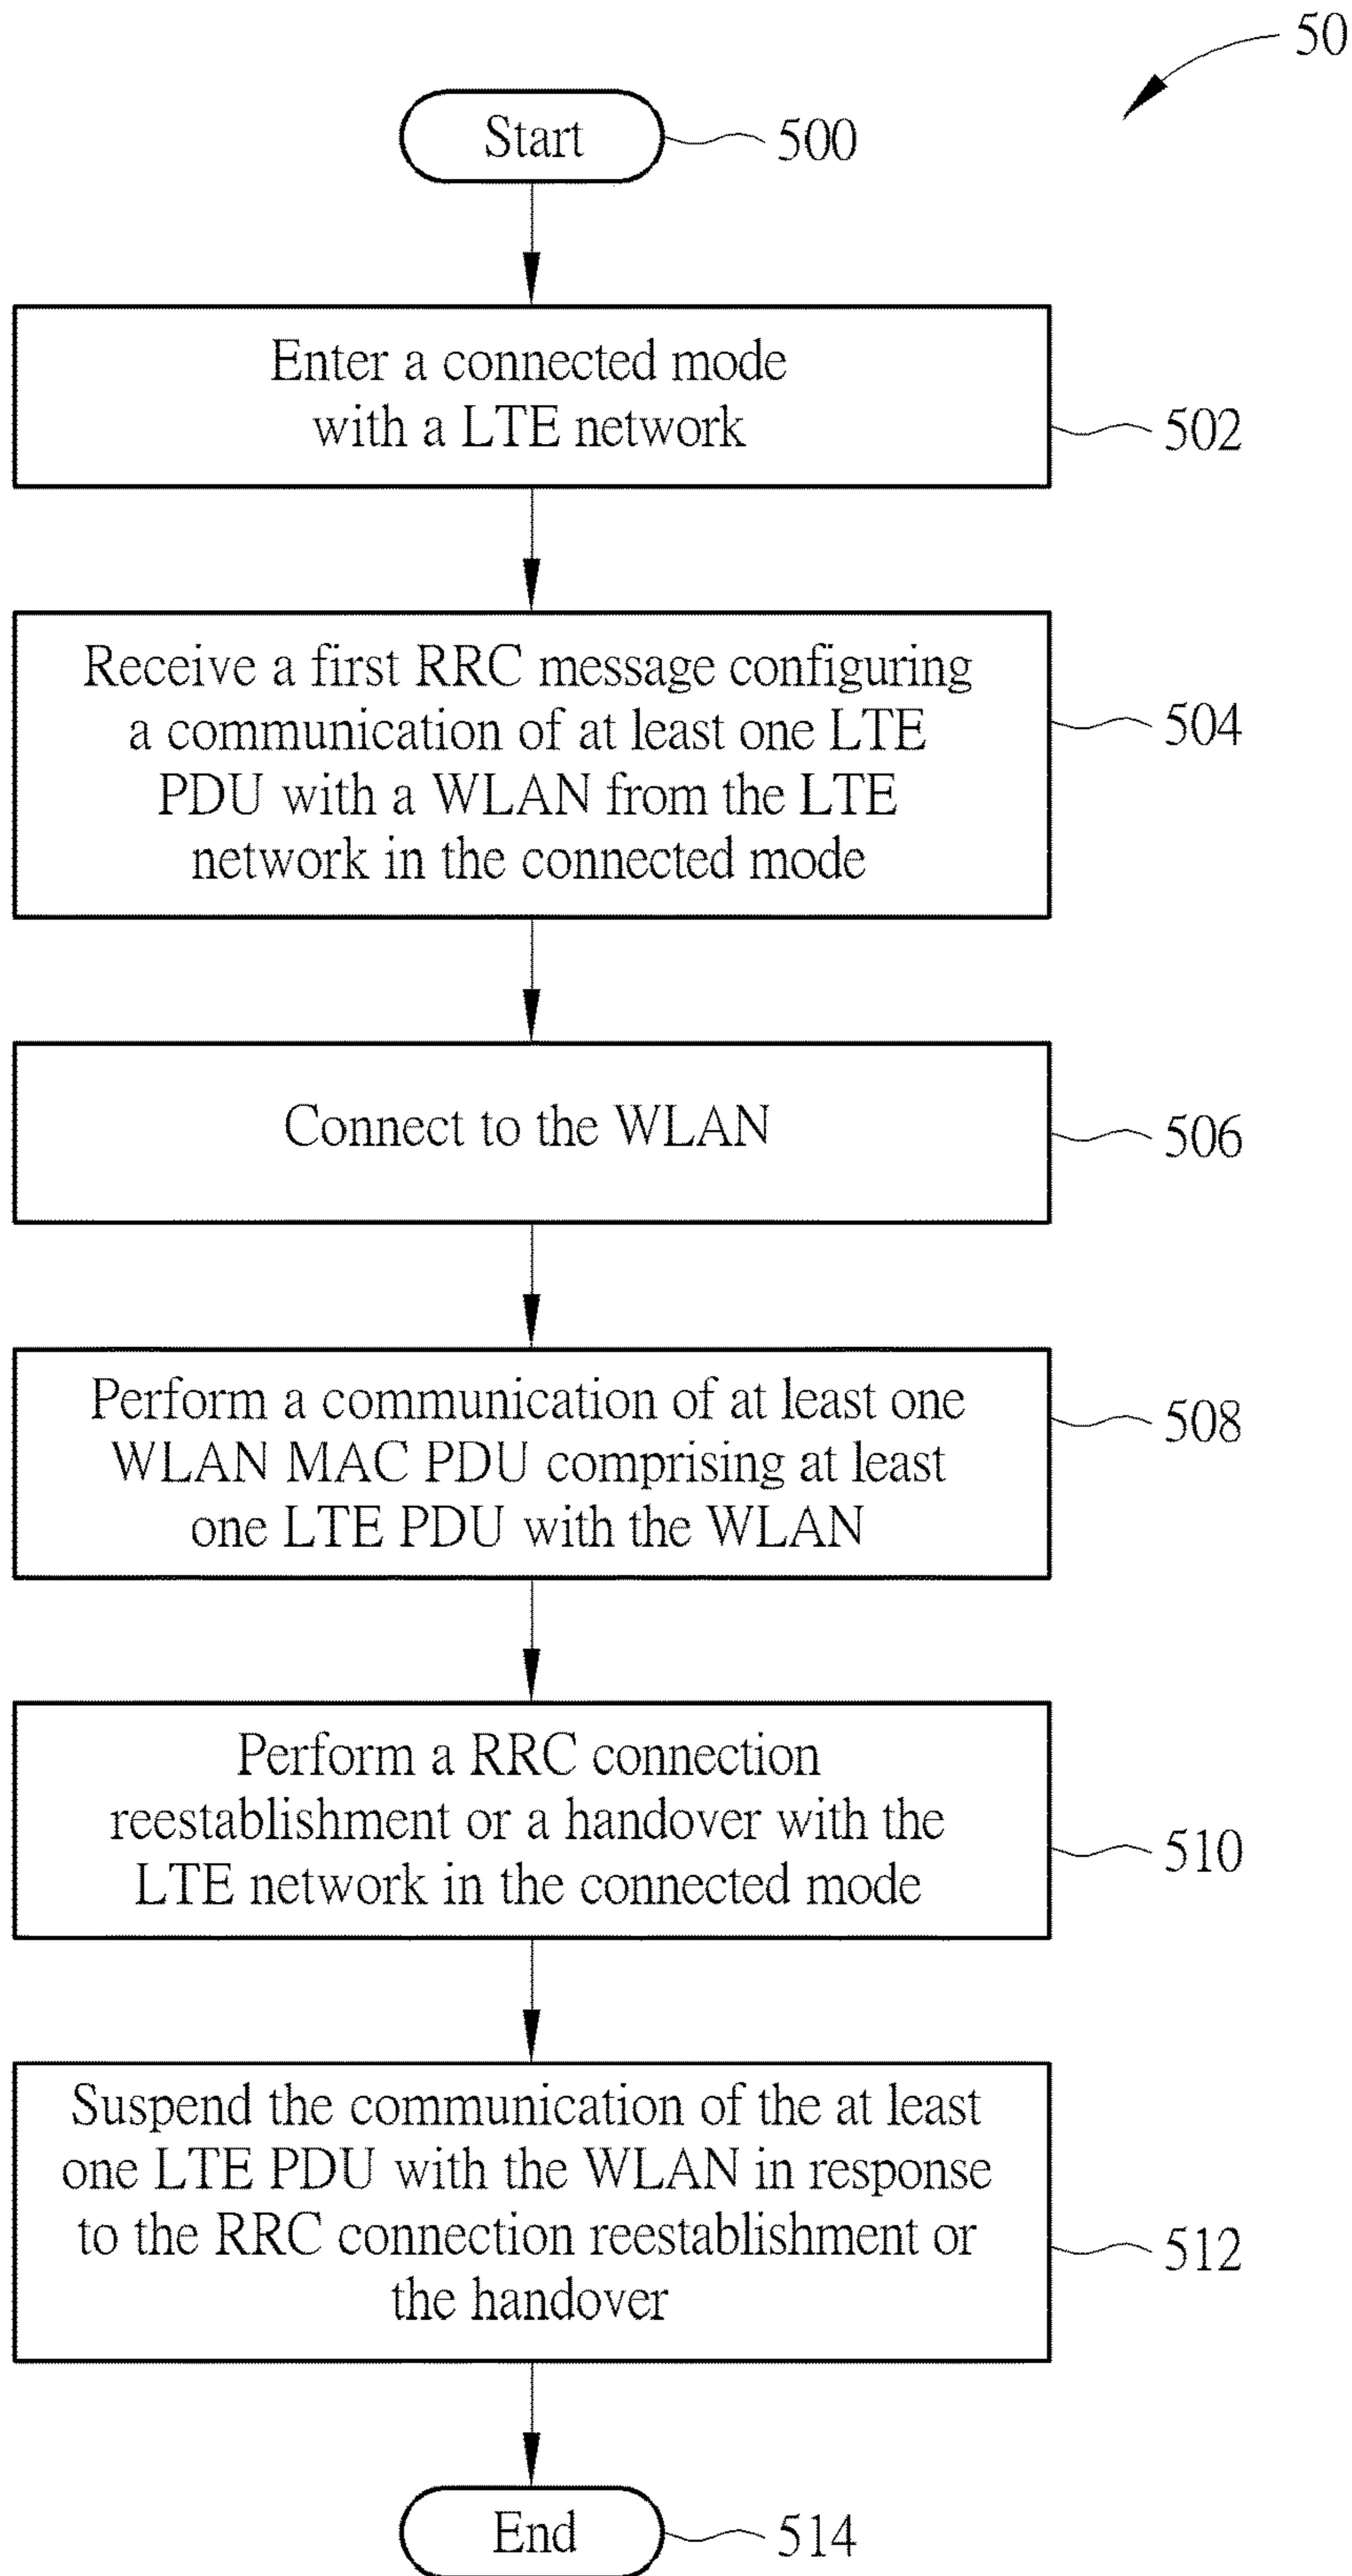 50
Start
500
Enter a connected mode
with a LTE network
502
Receive a first RRC message configuring
a communication of at least one LTE
PDU with a WLAN from the LTE
network in the connected mode
504
Connect to the WLAN
506
Perform a communication of at least one
WLAN MAC PDU comprising at least
one LTE PDU with the WLAN
508
Perform a RRC connection
reestablishment or a handover with the
LTE network in the connected mode
510
Suspend the communication of the at least
one LTE PDU with the WLAN in response
to the RRC connection reestablishment or
the handover
512
End
514